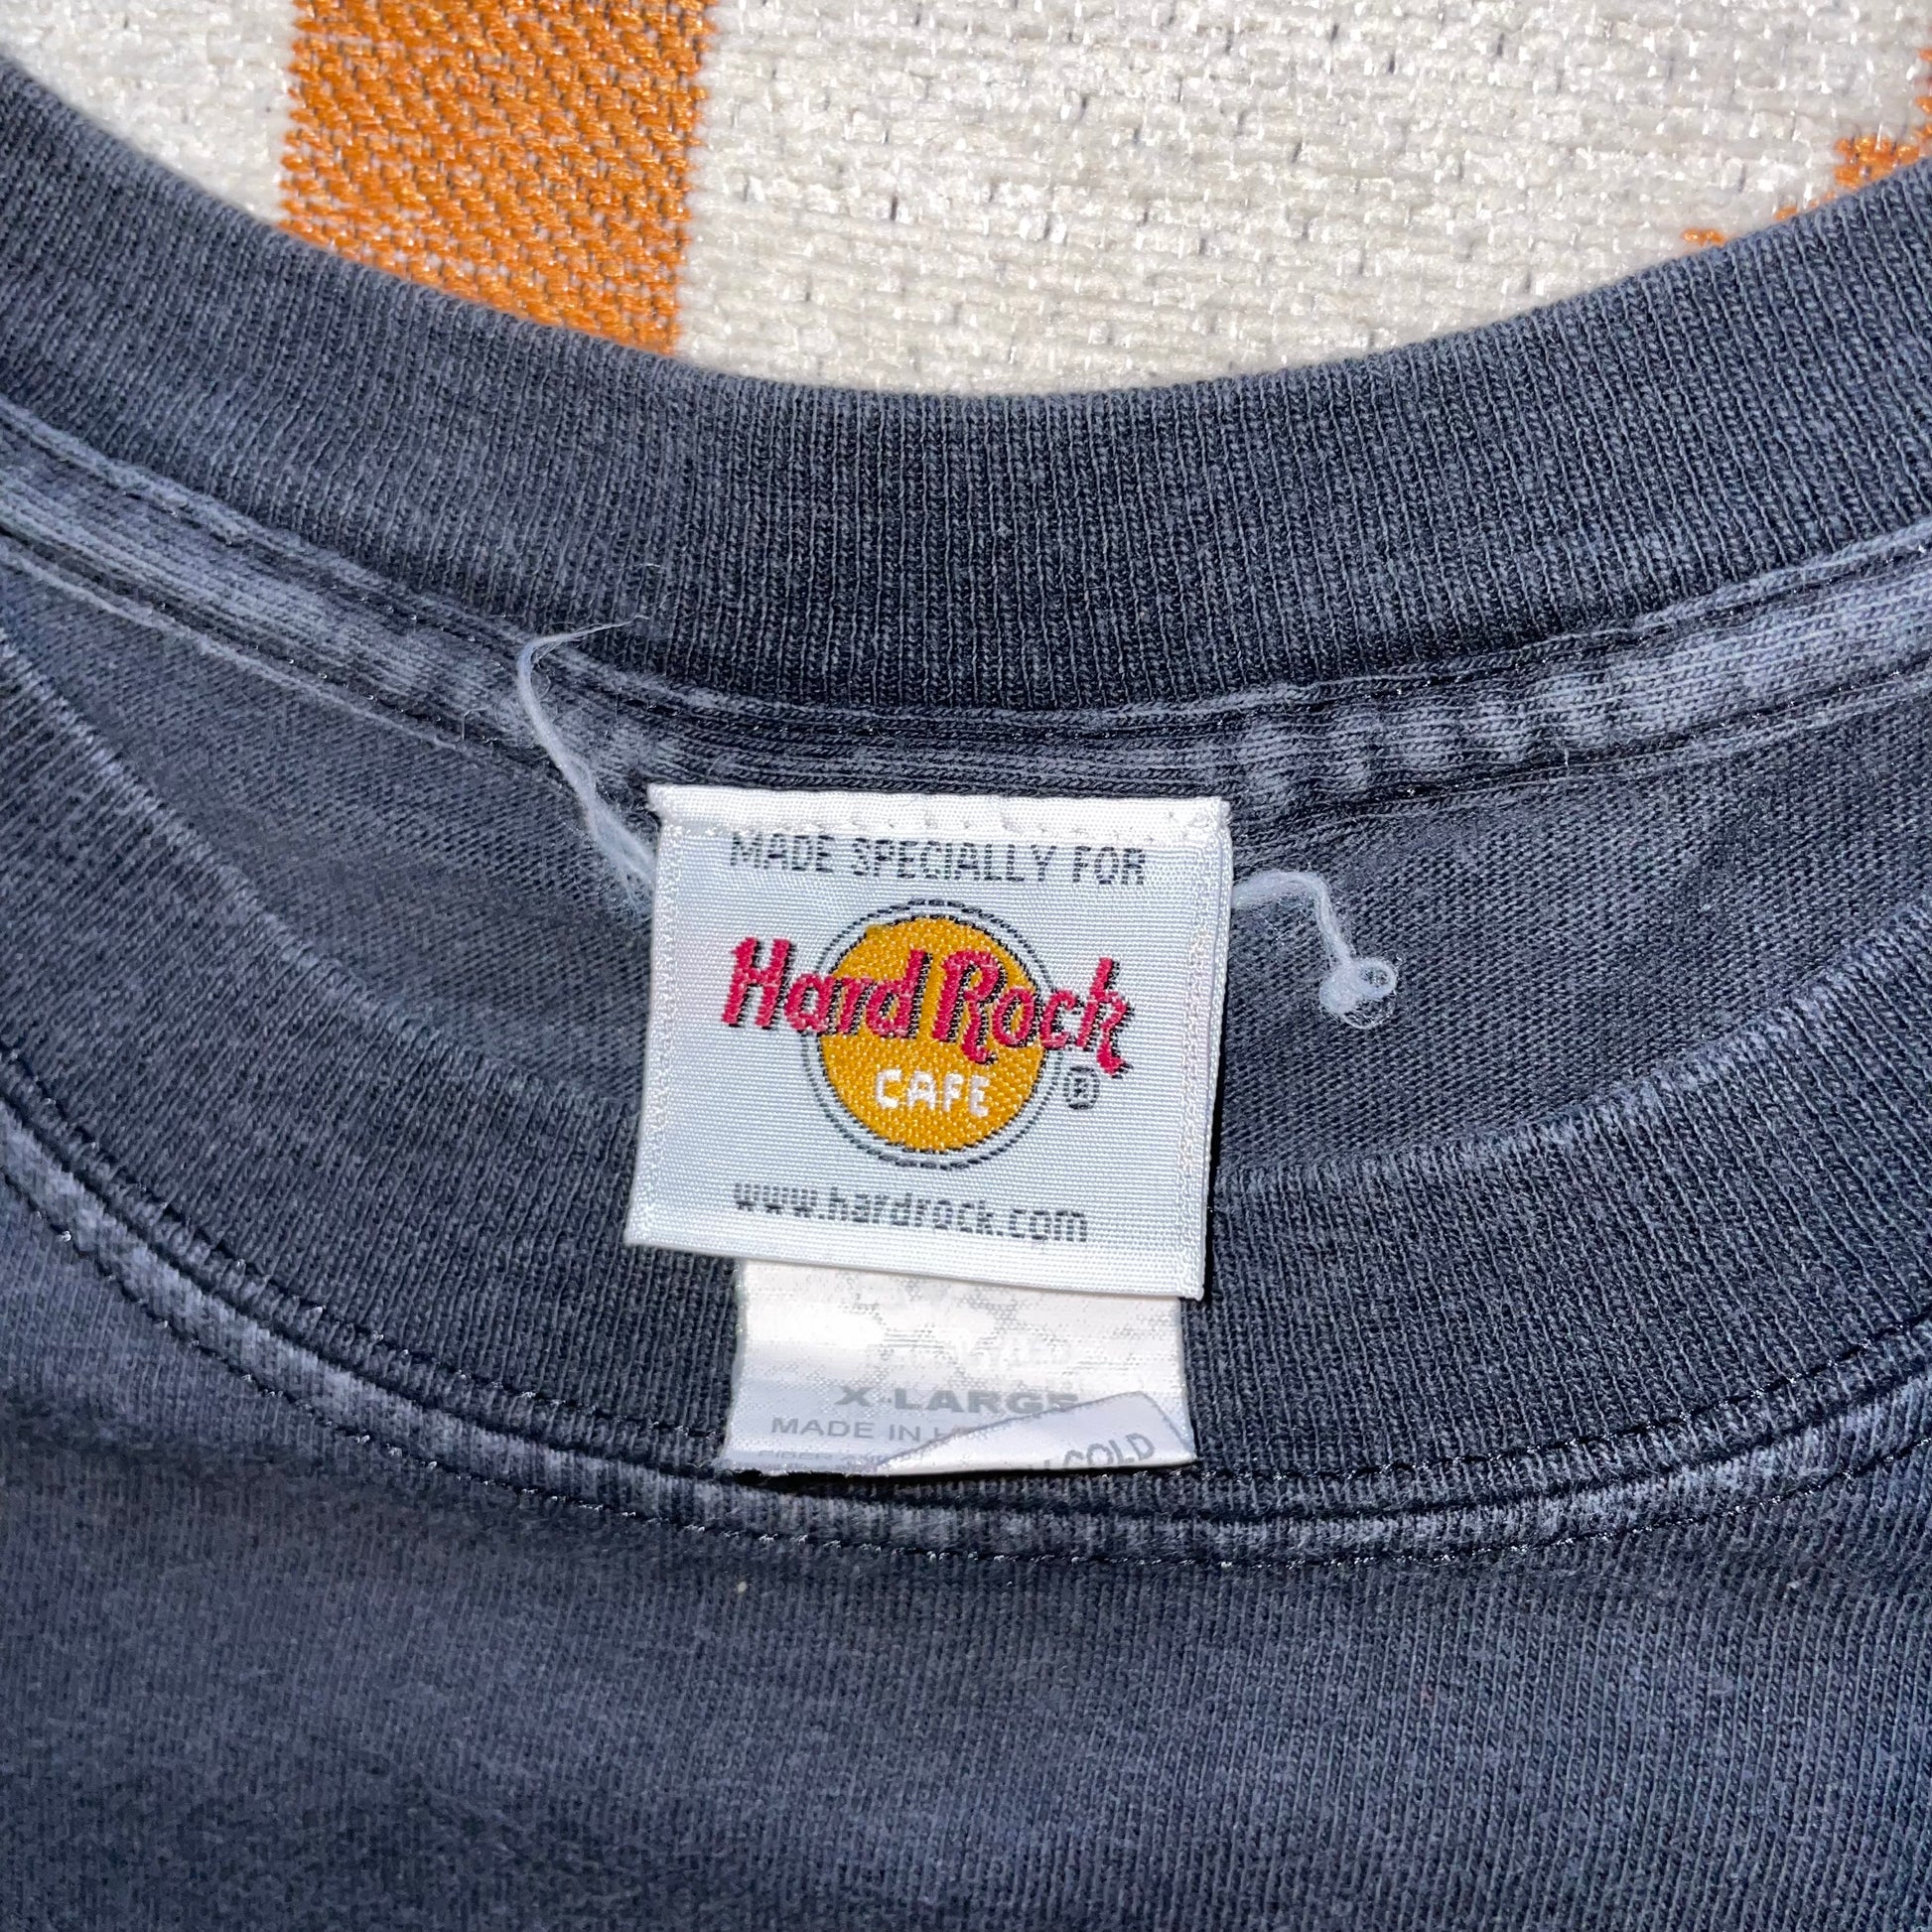 MADE SPECIALLY FOR
Hard Rock
CAFE ®
www.hardrock.com
X-LARGE
MADE IN
COLD